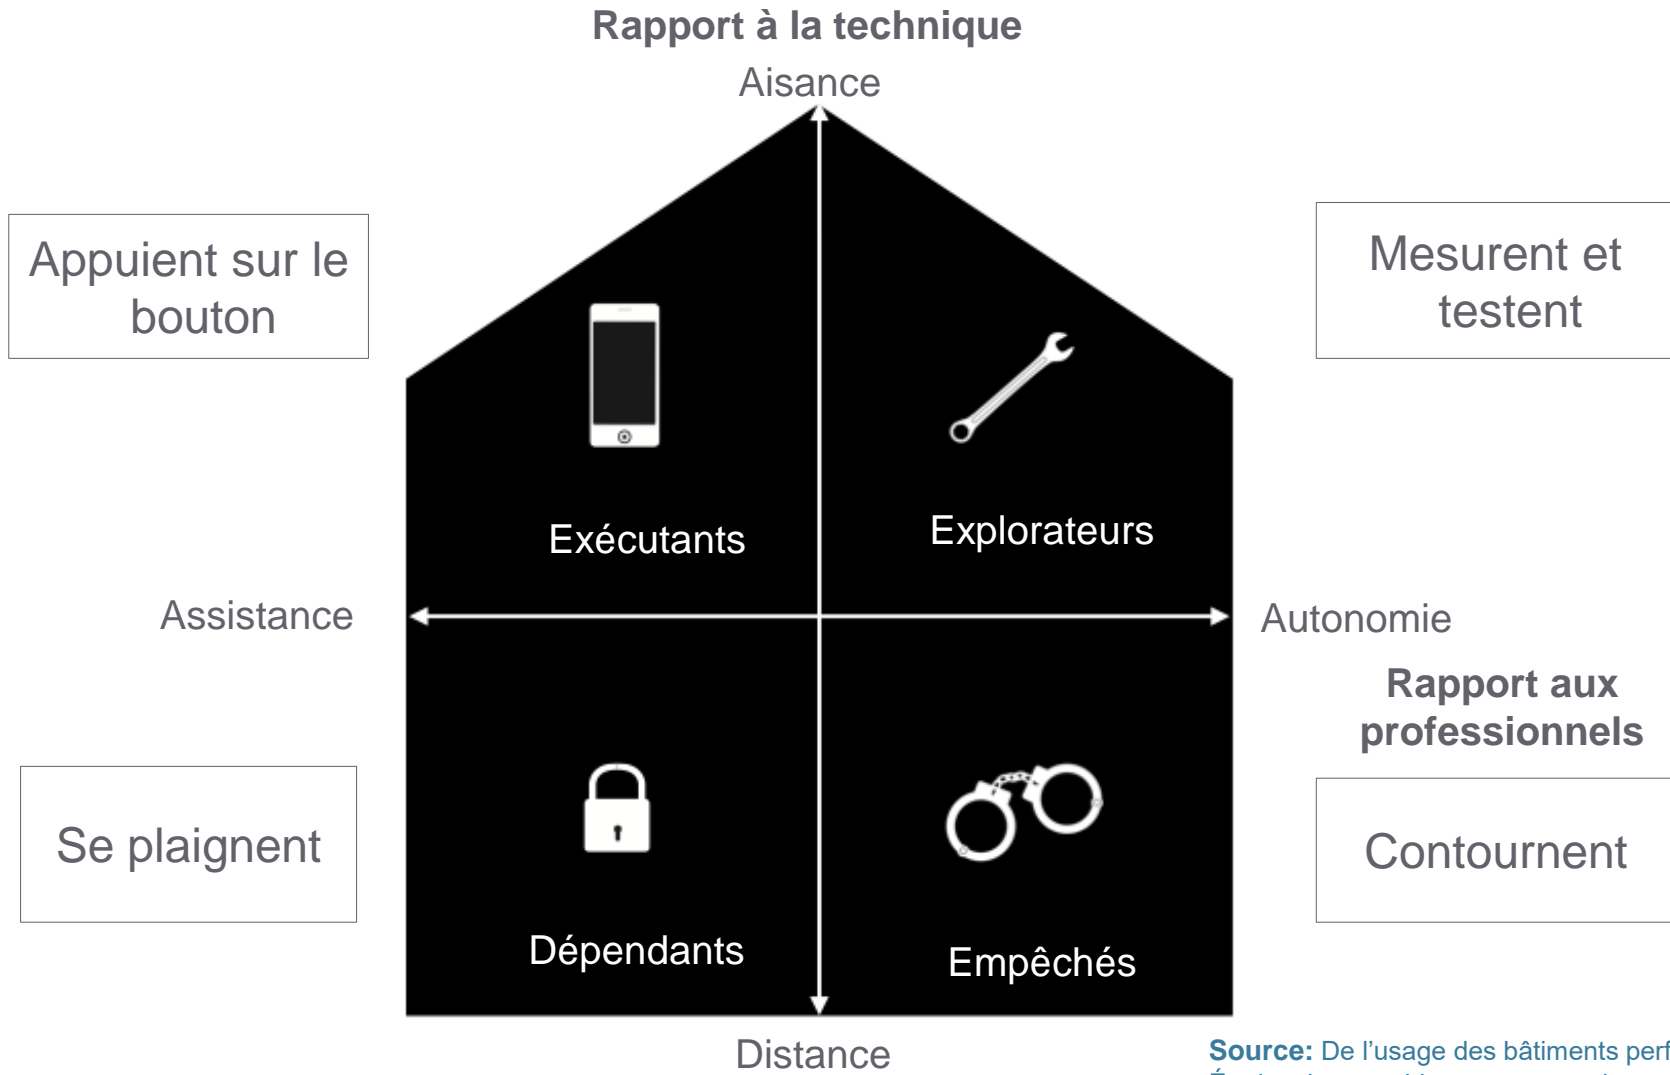 Rapport à la technique
Aisance
Appuient sur le
bouton
Mesurent et
testent
Exécutants
Explorateurs
Assistance
Autonomie
Rapport aux
professionnels
Se plaignent
Contournent
Dépendants
Empêchés
Distance
Source: De l’usage des bâtiments